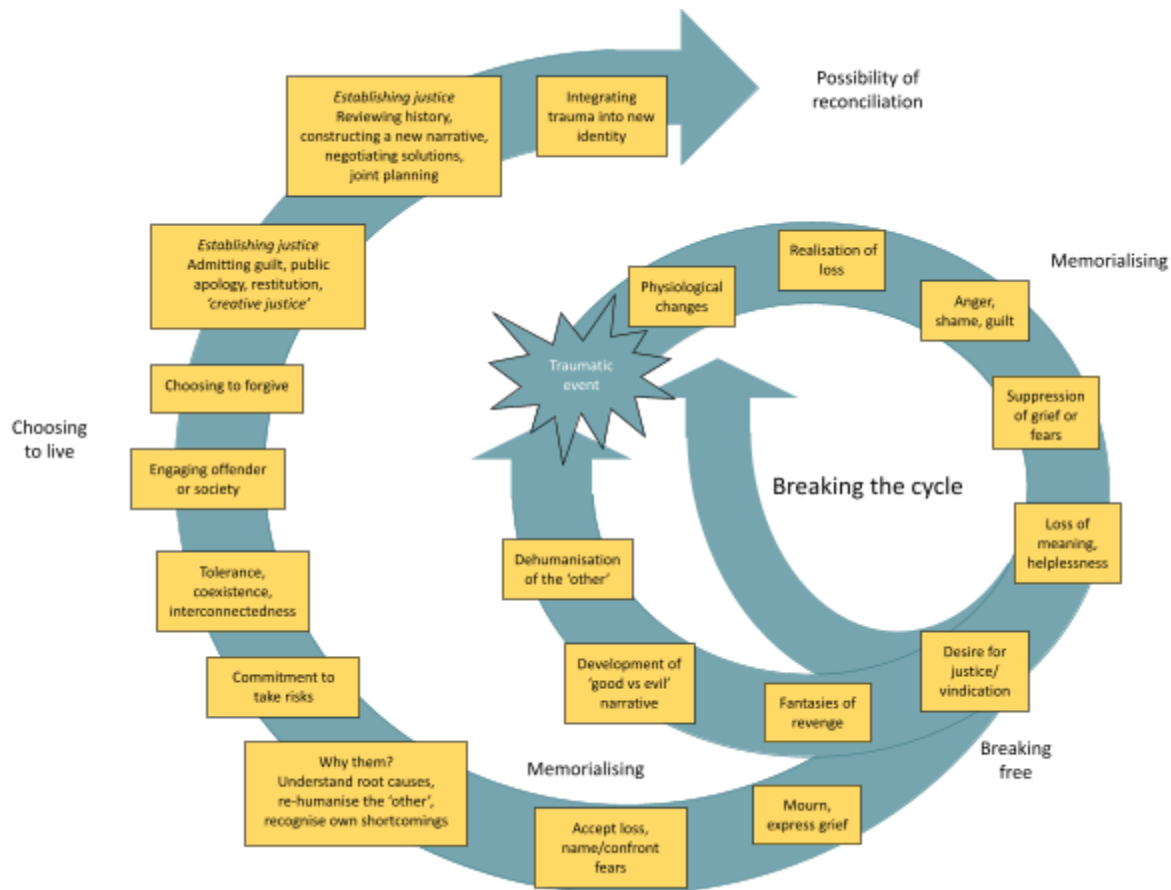 Possibility of
reconciliation
Establishing justice
Reviewing history,
constructing a new narrative,
negotiating solutions,
joint planning
Integrating
trauma into new
identity
Establishing justice
Admitting guilt, public
apology, restitution,
‘creative justice’
Choosing to forgive
Choosing
to live
Engaging offender
or society
Tolerance,
coexistence,
interconnectedness
Commitment to
take risks
Why them?
Understand root causes,
re-humanise the ‘other’,
recognise own shortcomings
Memorialising
Accept loss,
name/confront
fears
Mourn,
express grief
Breaking
free
Traumatic
event
Physiological
changes
Realisation of
loss
Memorialising
Anger,
shame, guilt
Suppression
of grief or
fears
Breaking the cycle
Loss of
meaning,
helplessness
Desire for
justice/
vindication
Fantasies of
revenge
Development of
‘good vs evil’
narrative
Dehumanisation
of the ‘other’